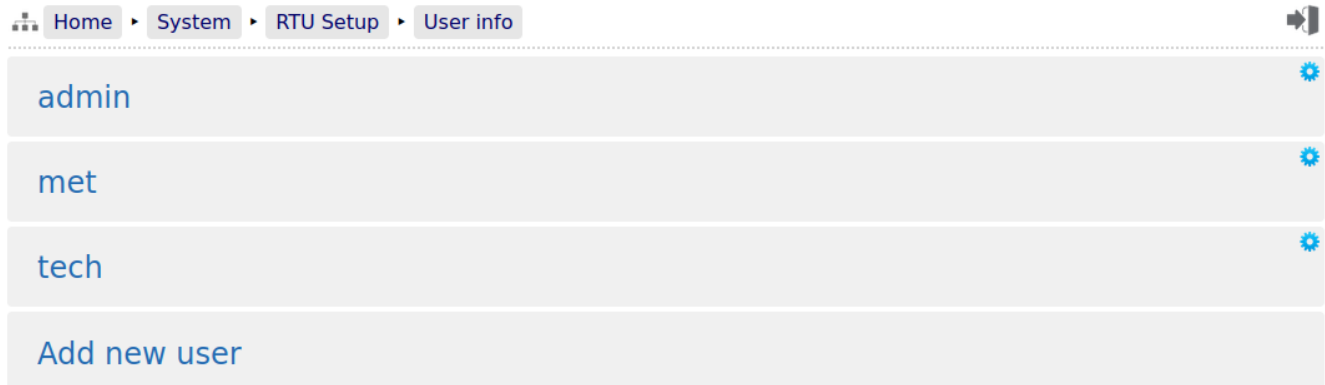 Home ‣ System ‣ RTU Setup ‣ User info
admin
met
tech
Add new user